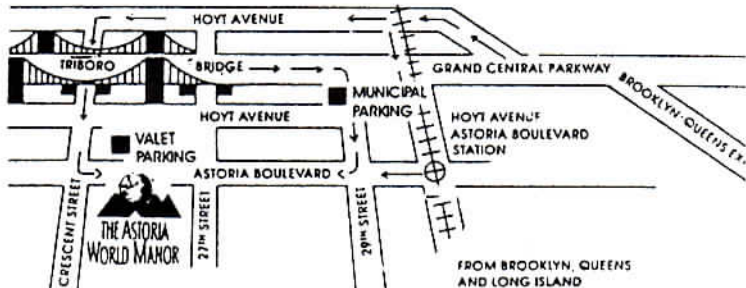 HOYT AVENUE
TRIBORO
BRIDGE
GRAND CENTRAL PARKWAY
MUNICIPAL
PARKING
BROOKLYN-QUEENS EX
HOYT AVENUE
HOYT AVENUE
ASTORIA BOULEVARD
STATION
VALET
PARKING
ASTORIA BOULEVARD
CRESCENT STREET
THE ASTORIA
WORLD MANOR
27TH STREET
29TH STREET
FROM BROOKLYN, QUEENS
AND LONG ISLAND